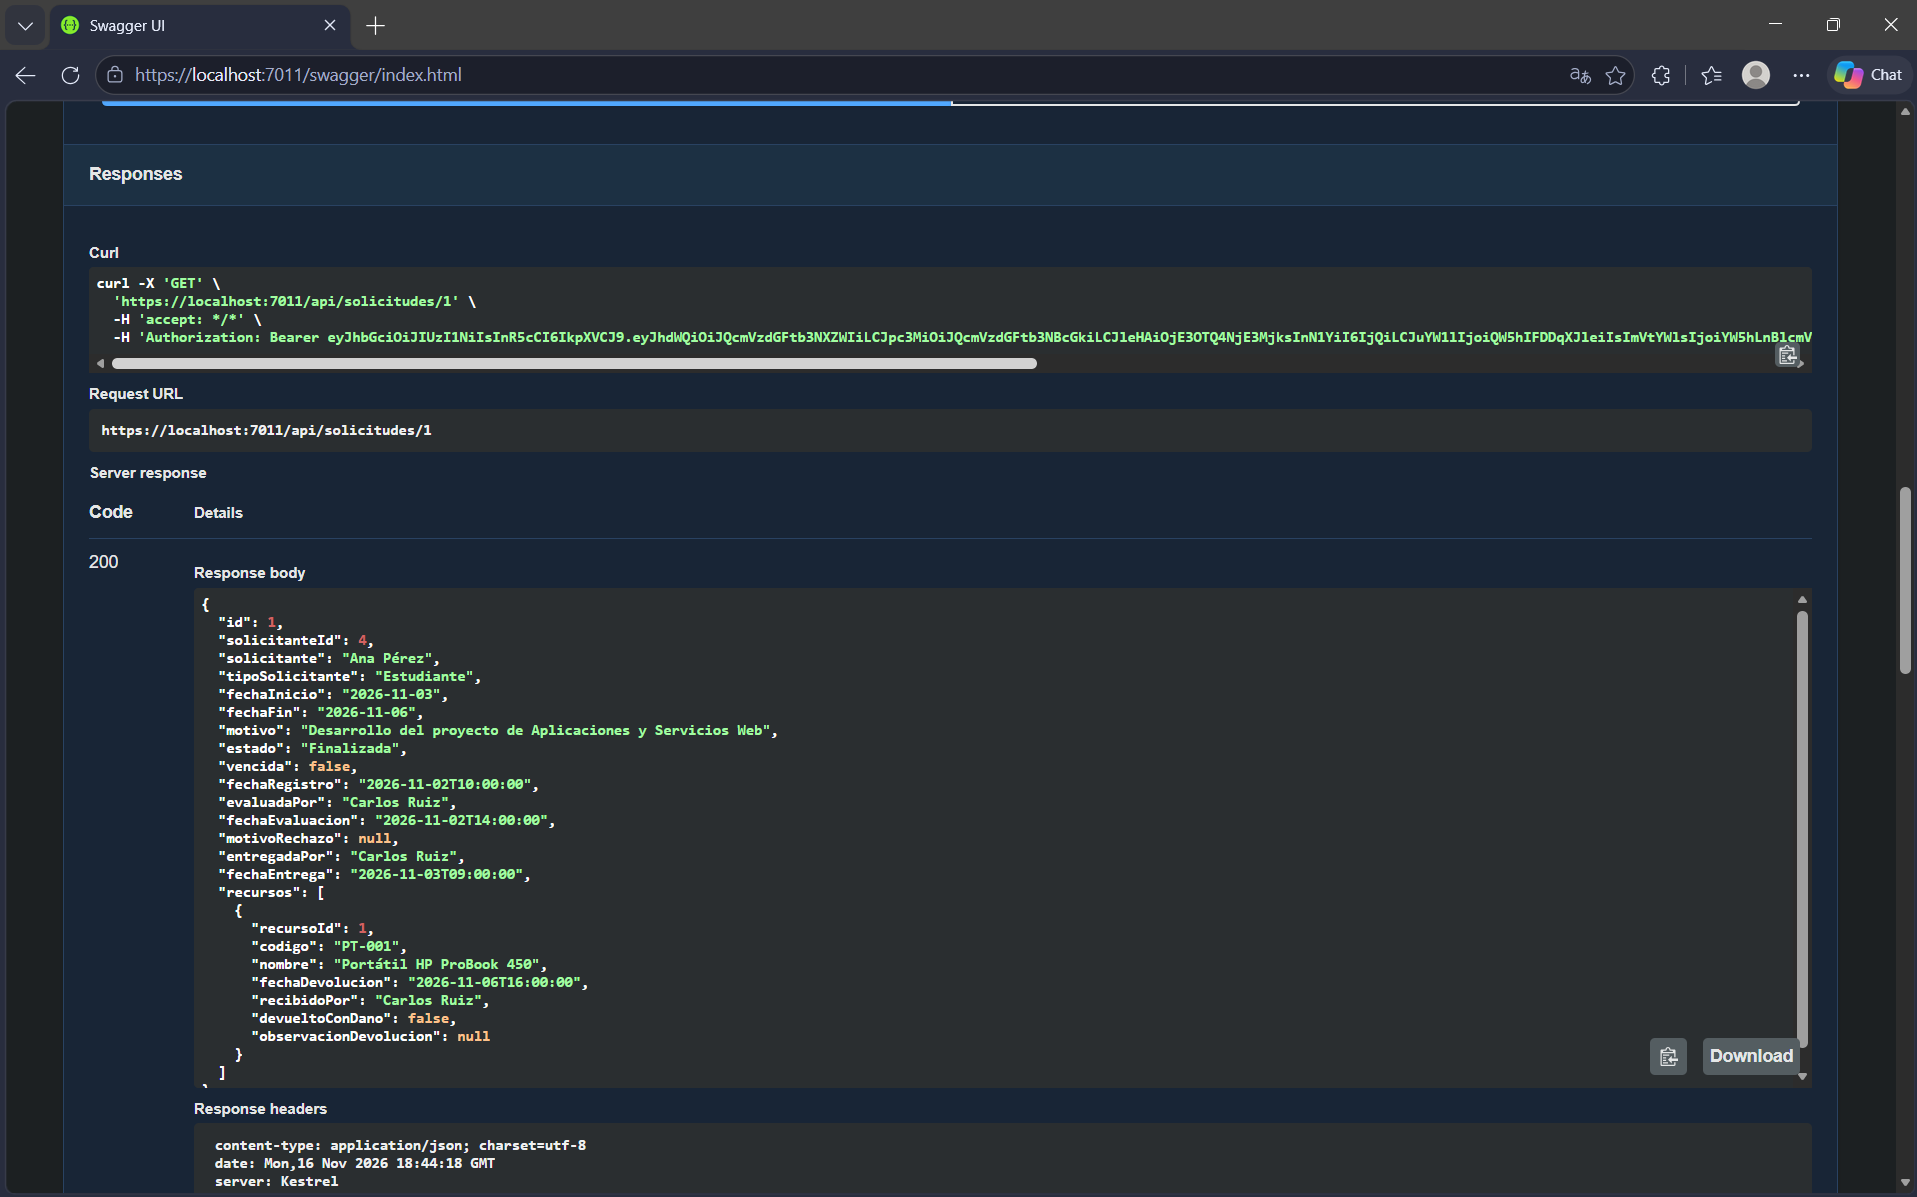 Swagger UI
https://localhost:7011/swagger/index.html
Chat
Responses
Curl
curl -X 'GET' \
'https://localhost:7011/api/solicitudes/1' \
-H 'accept: */*' \
-H 'Authorization: Bearer eyJhbGciOiJIUzI1NiIsInR5cCI6IkpXVCJ9.eyJhdWQiOiJQcmVzdGFtb3NXZWIiLCJpc3MiOiJQcmVzdGFtb3NBcGkiLCJleHAiOjE3OTQ4NjE3MjksInN1YiI6IjQiLCJuYW1lIjoiQW5hIFDDqXJleiIsImVtYWlsIjoiYW5hLnBlcmV
Request URL
https://localhost:7011/api/solicitudes/1
Server response
Code Details
200
Response body
{
"id": 1,
"solicitanteId": 4,
"solicitante": "Ana Pérez",
"tipoSolicitante": "Estudiante",
"fechaInicio": "2026-11-03",
"fechaFin": "2026-11-06",
"motivo": "Desarrollo del proyecto de Aplicaciones y Servicios Web",
"estado": "Finalizada",
"vencida": false,
"fechaRegistro": "2026-11-02T10:00:00",
"evaluadaPor": "Carlos Ruiz",
"fechaEvaluacion": "2026-11-02T14:00:00",
"motivoRechazo": null,
"entregadaPor": "Carlos Ruiz",
"fechaEntrega": "2026-11-03T09:00:00",
"recursos": [
{
"recursoId": 1,
"codigo": "PT-001",
"nombre": "Portátil HP ProBook 450",
"fechaDevolucion": "2026-11-06T16:00:00",
"recibidoPor": "Carlos Ruiz",
"devueltoConDano": false,
"observacionDevolucion": null
}
]
Download
Response headers
content-type: application/json; charset=utf-8
date: Mon,16 Nov 2026 18:44:18 GMT
server: Kestrel